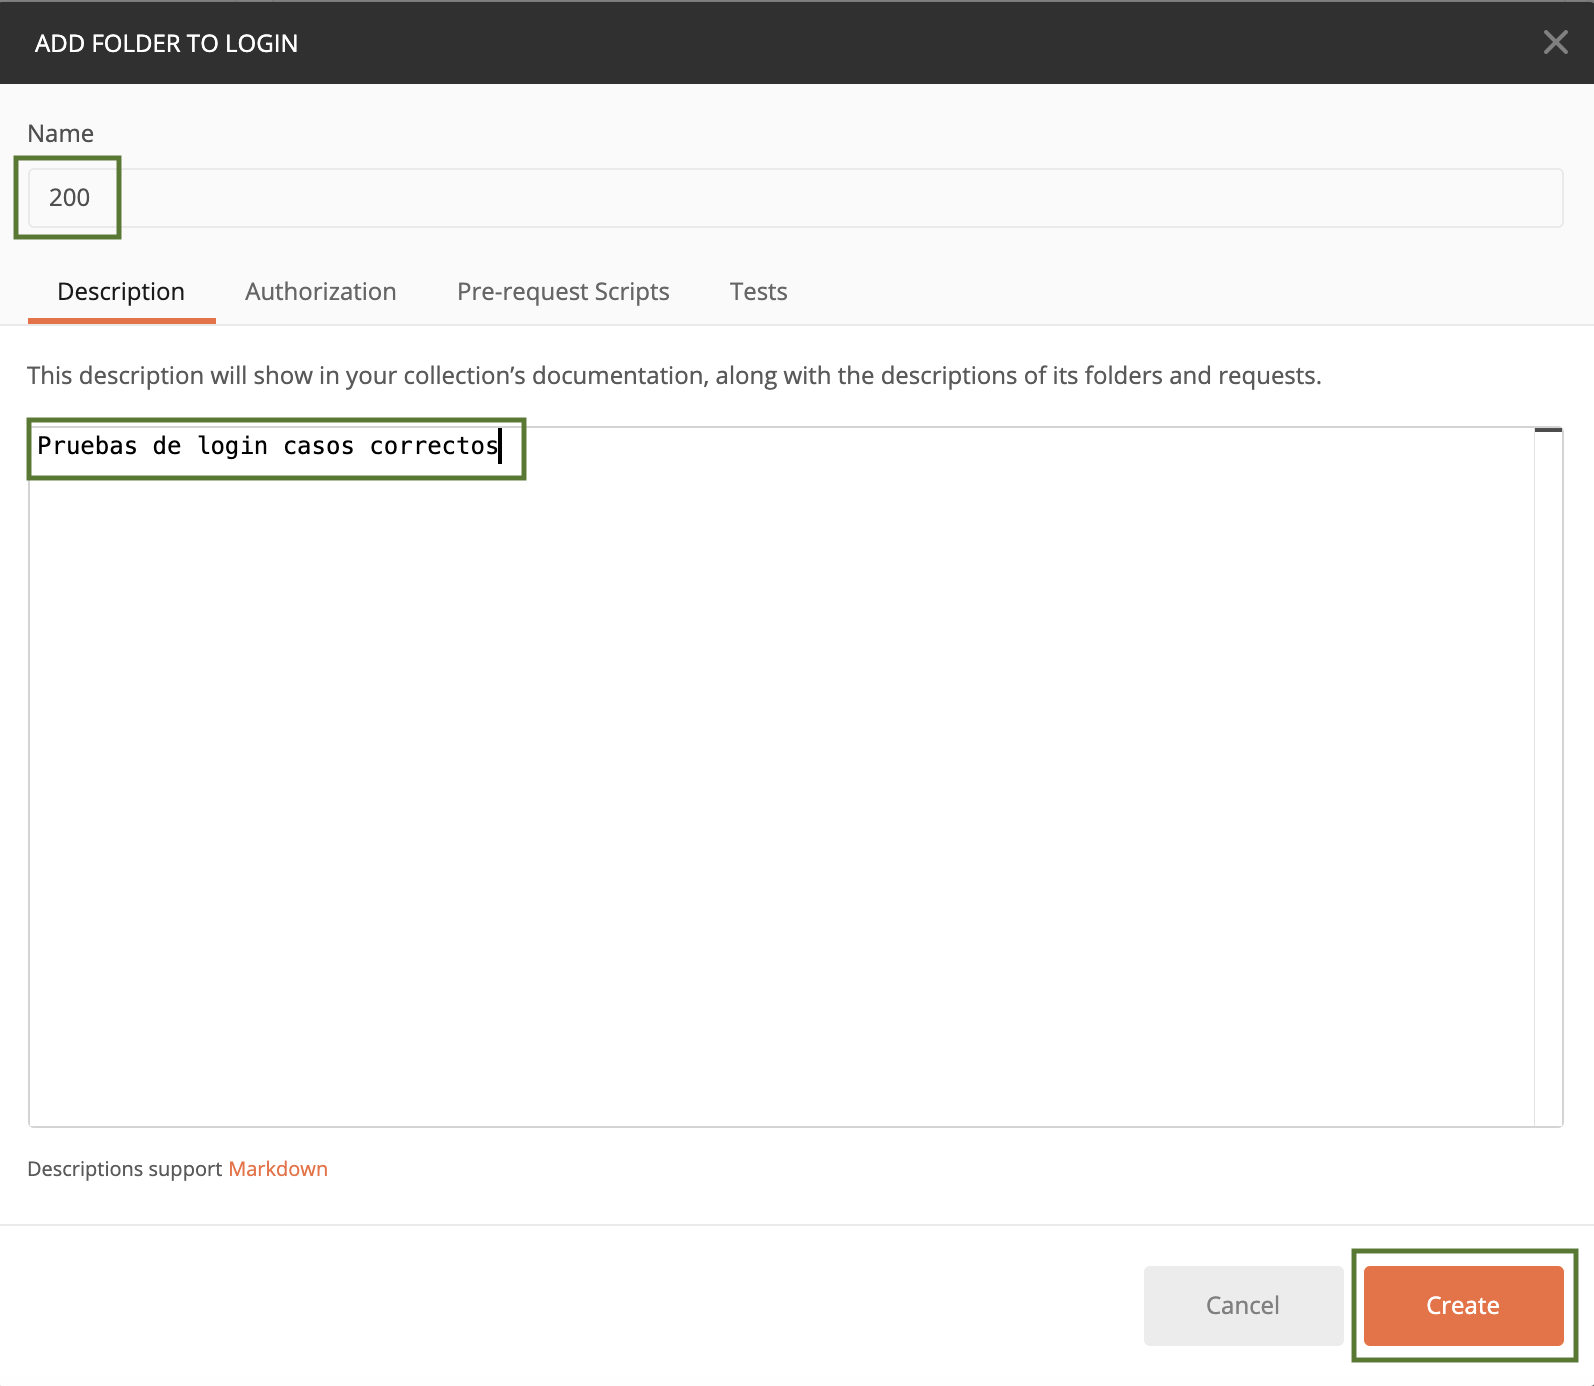 ADD FOLDER TO LOGIN
Name
200
Description Authorization Pre-request Scripts Tests
This description will show in your collection’s documentation, along with the descriptions of its folders and requests.
Pruebas de login casos correctos
Descriptions support Markdown
Cancel Create